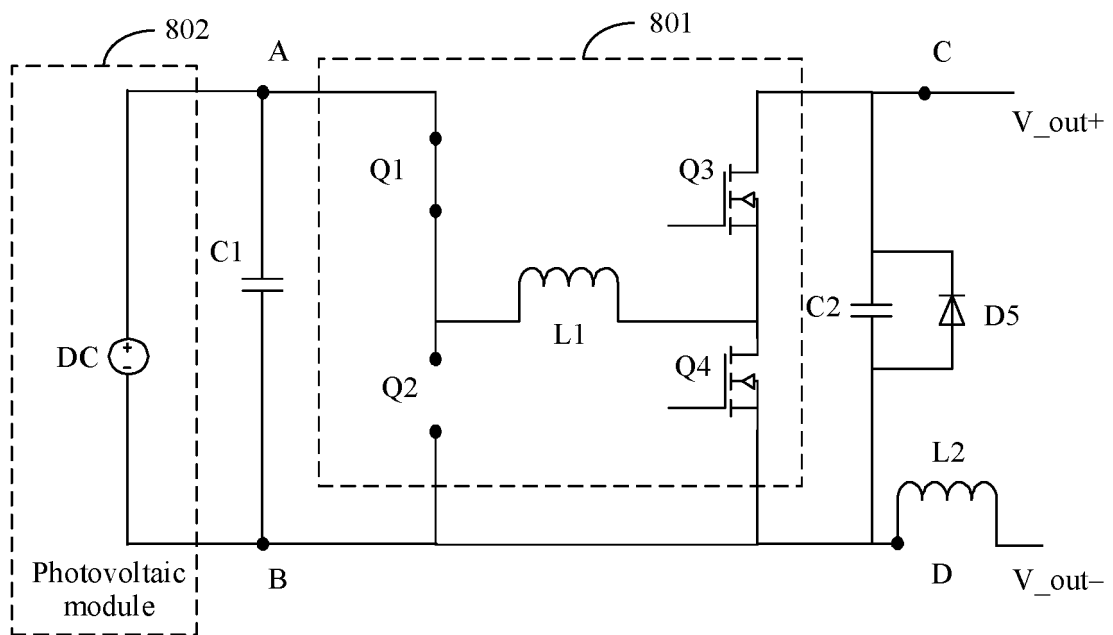 802
801
A
C
V_out+
Q1
Q3
C1
L1
C2
D5
DC
+
-
Q2
Q4
L2
Photovoltaic
module
B
D
V_out–